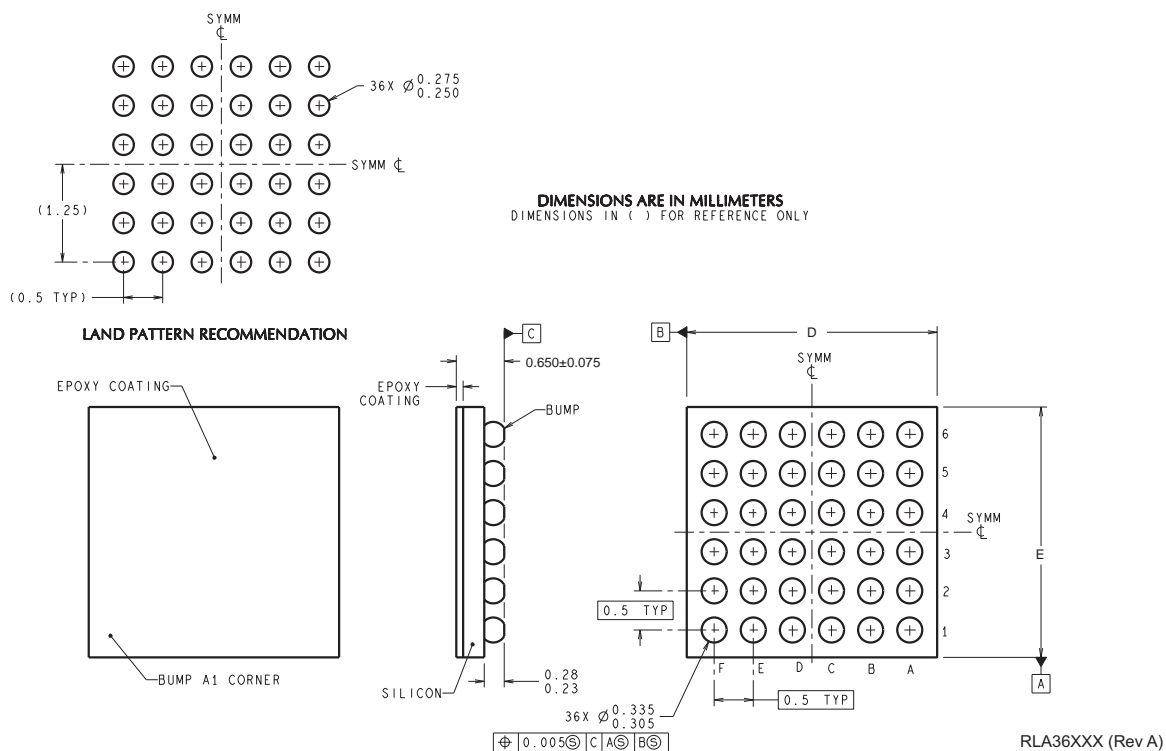 SYMM
℄
36X Ø 0.275
0.250
SYMM ℄
(1.25)
(0.5 TYP)
DIMENSIONS ARE IN MILLIMETERS
DIMENSIONS IN ( ) FOR REFERENCE ONLY
LAND PATTERN RECOMMENDATION
EPOXY COATING
BUMP A1 CORNER
C
0.650±0.075
EPOXY
COATING
BUMP
SILICON
0.28
0.23
B
D
SYMM
℄
6
5
4
3
2
1
SYMM
℄
E
0.5 TYP
F E D C B A
A
0.5 TYP
36X Ø 0.335
0.305
⌖ 0.005Ⓢ C AⓈ BⓈ
RLA36XXX (Rev A)